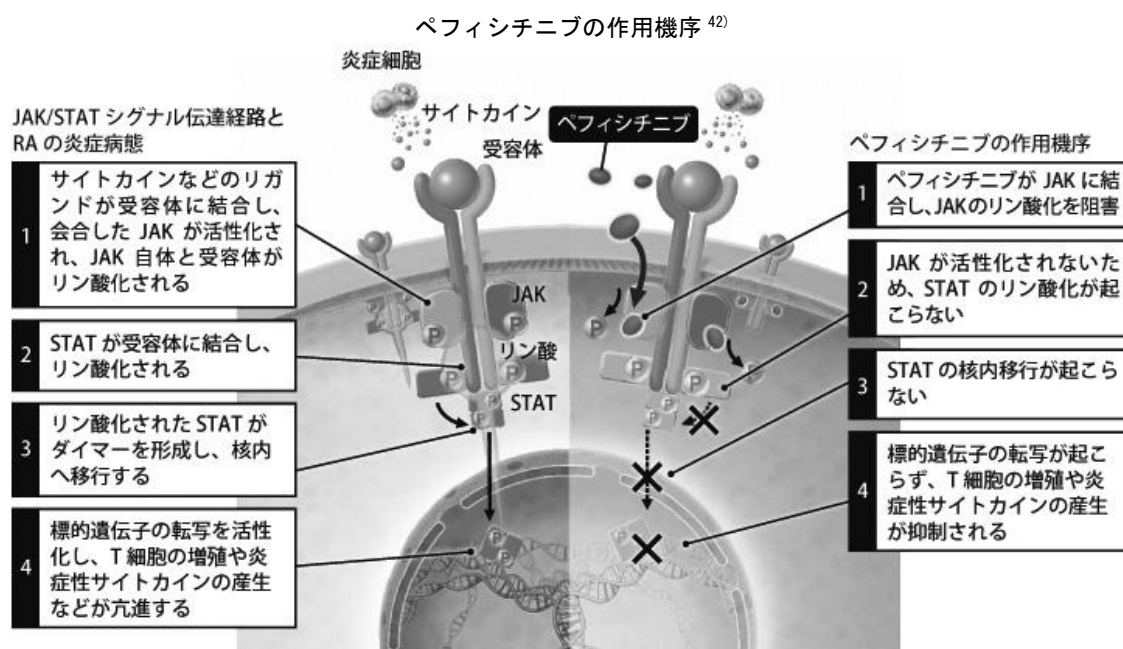 ペフィシチニブの作用機序 42)
炎症細胞
サイトカイン
受容体
ペフィシチニブ
JAK/STAT シグナル伝達経路と
RA の炎症病態
1
サイトカインなどのリガ
ンドが受容体に結合し、
会合した JAK が活性化さ
れ、JAK 自体と受容体が
リン酸化される
2
STAT が受容体に結合し、
リン酸化される
3
リン酸化された STAT が
ダイマーを形成し、核内
へ移行する
4
標的遺伝子の転写を活性
化し、T 細胞の増殖や炎
症性サイトカインの産生
などが亢進する
JAK
P
P
リン酸
P
P
STAT
P
P
P
P
P
P
P
P
P
P
ペフィシチニブの作用機序
1
ペフィシチニブが JAK に結
合し、JAKのリン酸化を阻害
2
JAK が活性化されないた
め、STAT のリン酸化が起
こらない
3
STAT の核内移行が起こら
ない
4
標的遺伝子の転写が起こ
らず、T 細胞の増殖や炎
症性サイトカインの産生
が抑制される